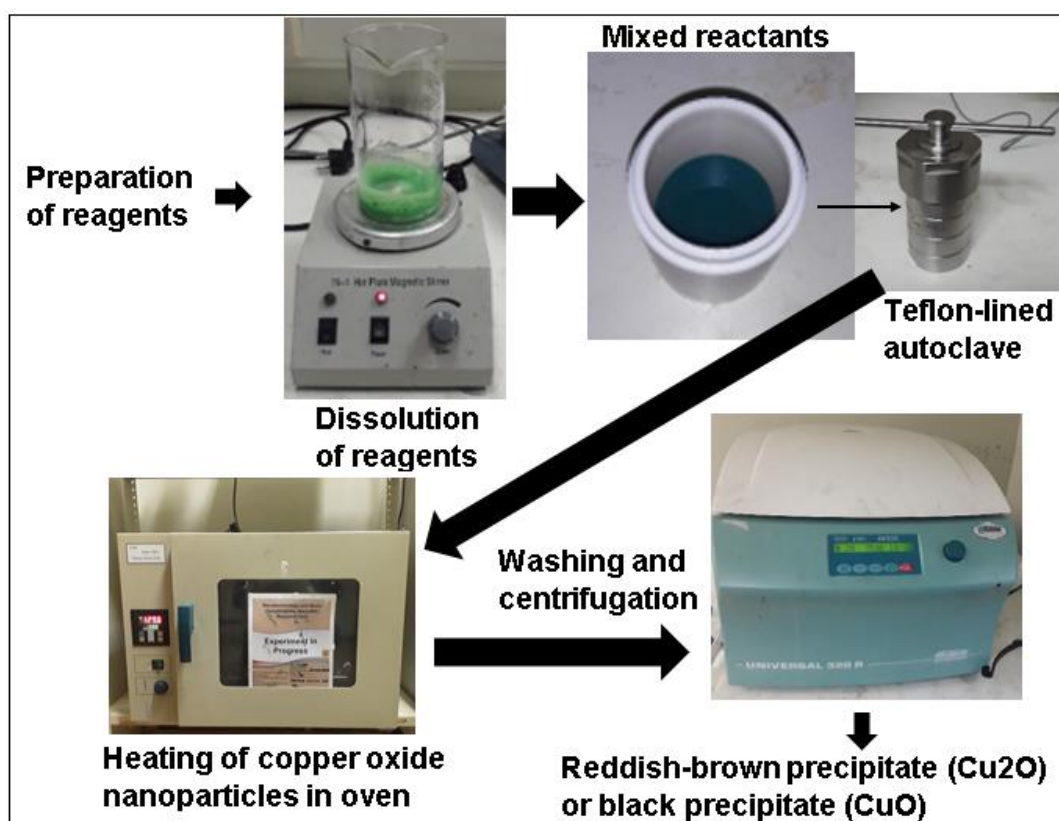 Preparation
of reagents
Dissolution
of reagents
Mixed reactants
Teflon-lined
autoclave
Hot Plate Magnetic Stirrer
Heating of copper oxide
nanoparticles in oven
Experiment in
Progress
Washing and
centrifugation
UNIVERSAL 320 R
Reddish-brown precipitate (Cu2O)
or black precipitate (CuO)